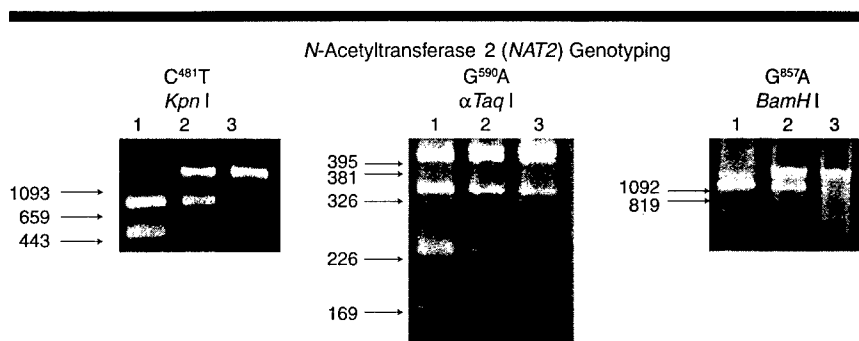 N-Acetyltransferase 2 (NAT2) Genotyping
C⁴⁸¹T
Kpn I
1 2 3
1093
659
443
G⁵⁹⁰A
αTaq I
1 2 3
395
381
326
226
169
G⁸⁵⁷A
BamH I
1 2 3
1092
819